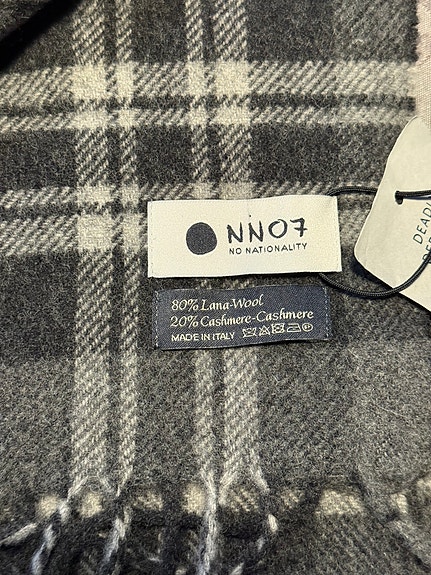 NN07
NO NATIONALITY
80% Lana-Wool
20% Cashmere-Cashmere
MADE IN ITALY